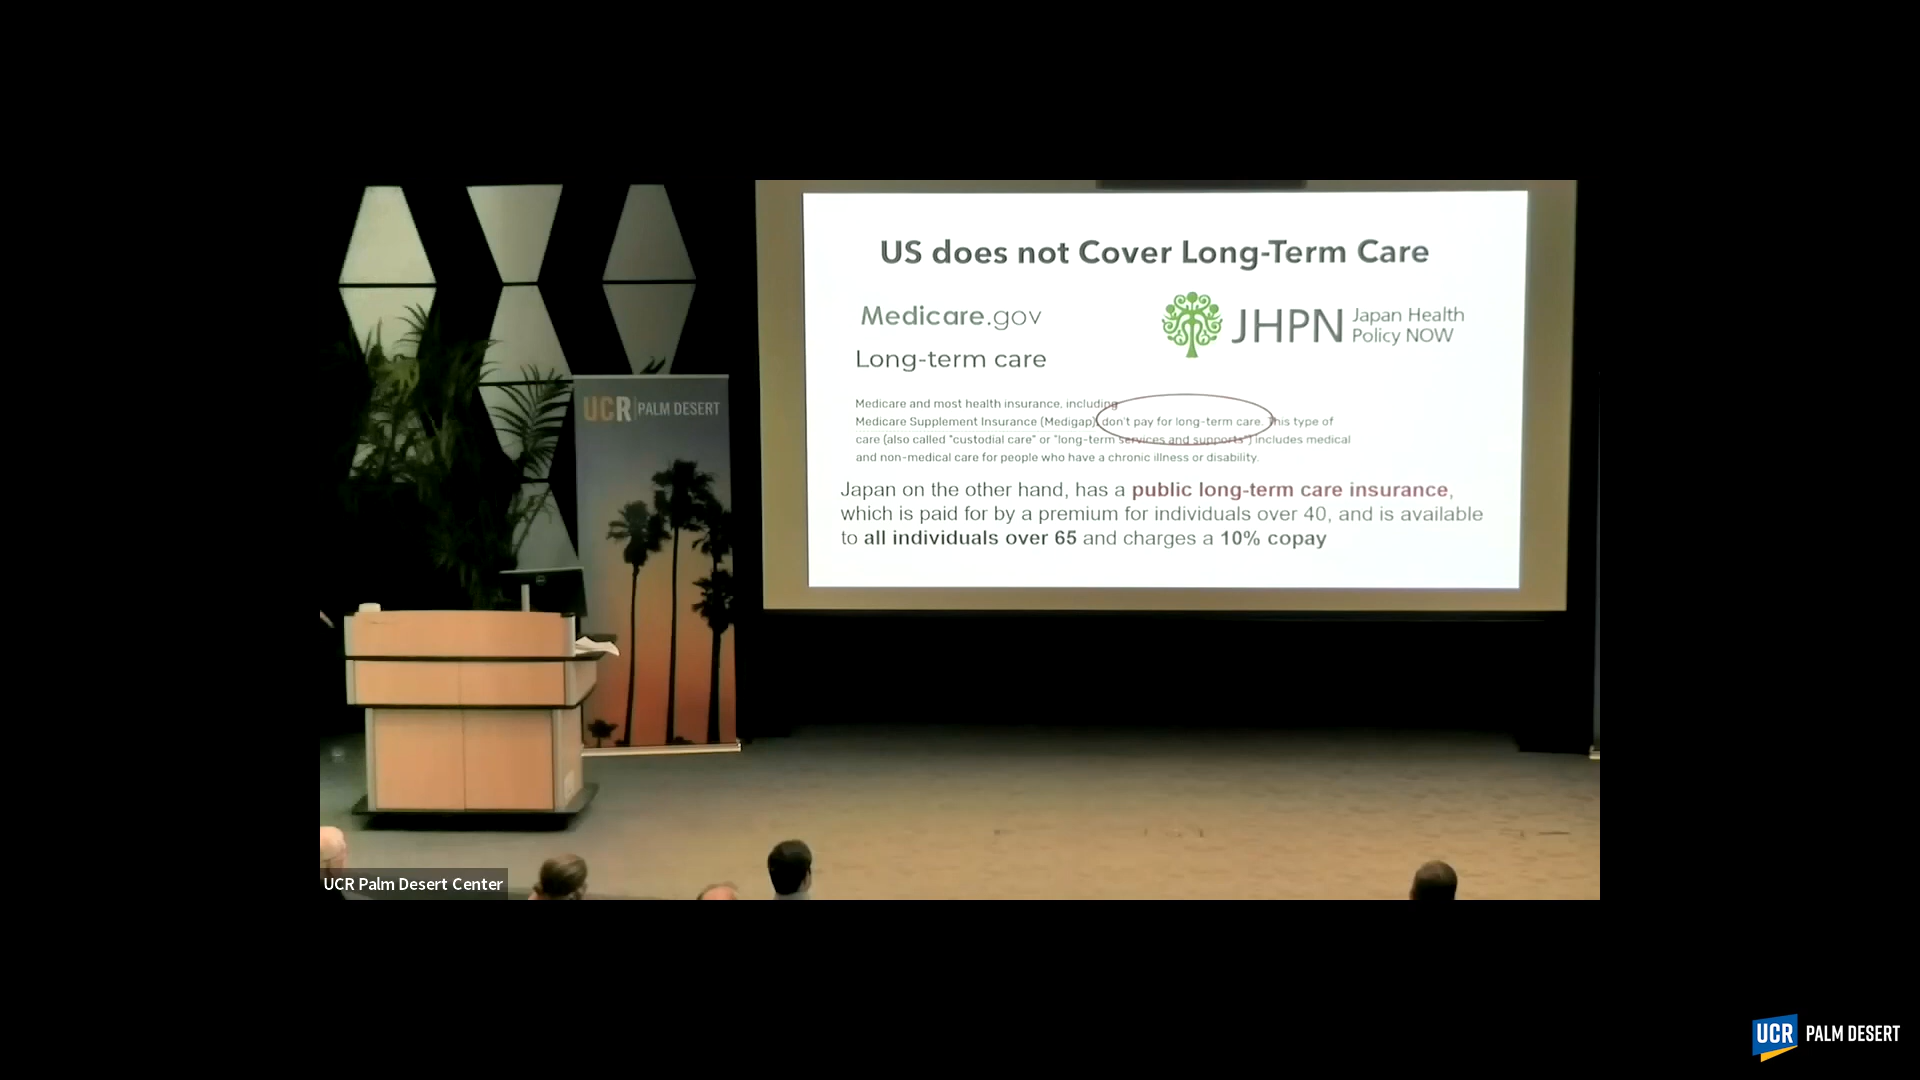 US does not Cover Long-Term Care
Medicare.gov
JHPN Japan Health
Policy NOW
Long-term care
Medicare and most health insurance, including
Medicare Supplement Insurance (Medigap), don't pay for long-term care. This type of
care (also called "custodial care" or "long-term services and supports") includes medical
and non-medical care for people who have a chronic illness or disability.
Japan on the other hand, has a public long-term care insurance,
which is paid for by a premium for individuals over 40, and is available
to all individuals over 65 and charges a 10% copay
UCR PALM DESERT
UCR Palm Desert Center
UCR PALM DESERT